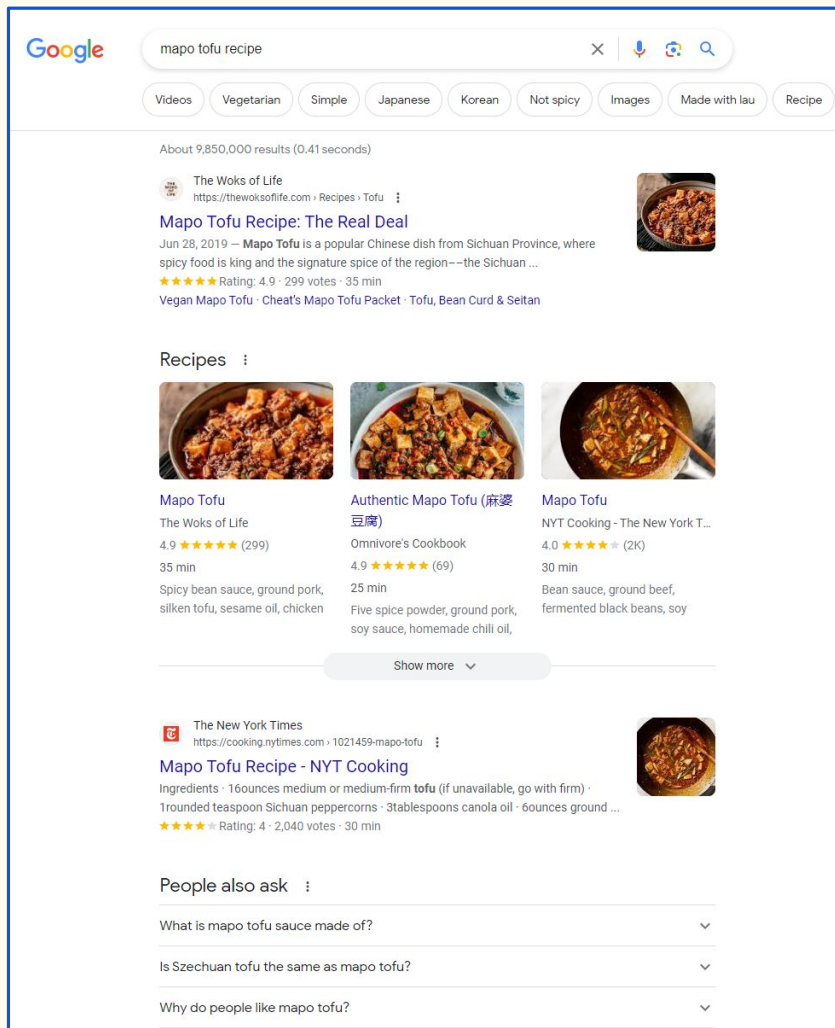 Google
mapo tofu recipe
Videos
Vegetarian
Simple
Japanese
Korean
Not spicy
Images
Made with lau
Recipe
About 9,850,000 results (0.41 seconds)
THE WOKS OF LIFE
The Woks of Life
https://thewoksoflife.com › Recipes › Tofu
Mapo Tofu Recipe: The Real Deal
Jun 28, 2019 — Mapo Tofu is a popular Chinese dish from Sichuan Province, where
spicy food is king and the signature spice of the region––the Sichuan ...
Rating: 4.9 · 299 votes · 35 min
Vegan Mapo Tofu · Cheat's Mapo Tofu Packet · Tofu, Bean Curd & Seitan
Recipes
Mapo Tofu
The Woks of Life
4.9 (299)
35 min
Spicy bean sauce, ground pork,
silken tofu, sesame oil, chicken
Authentic Mapo Tofu (麻婆
豆腐)
Omnivore's Cookbook
4.9 (69)
25 min
Five spice powder, ground pork,
soy sauce, homemade chili oil,
Mapo Tofu
NYT Cooking - The New York T...
4.0 (2K)
30 min
Bean sauce, ground beef,
fermented black beans, soy
Show more
T
The New York Times
https://cooking.nytimes.com › 1021459-mapo-tofu
Mapo Tofu Recipe - NYT Cooking
Ingredients · 16ounces medium or medium-firm tofu (if unavailable, go with firm) ·
1rounded teaspoon Sichuan peppercorns · 3tablespoons canola oil · 6ounces ground ...
Rating: 4 · 2,040 votes · 30 min
People also ask
What is mapo tofu sauce made of?
Is Szechuan tofu the same as mapo tofu?
Why do people like mapo tofu?